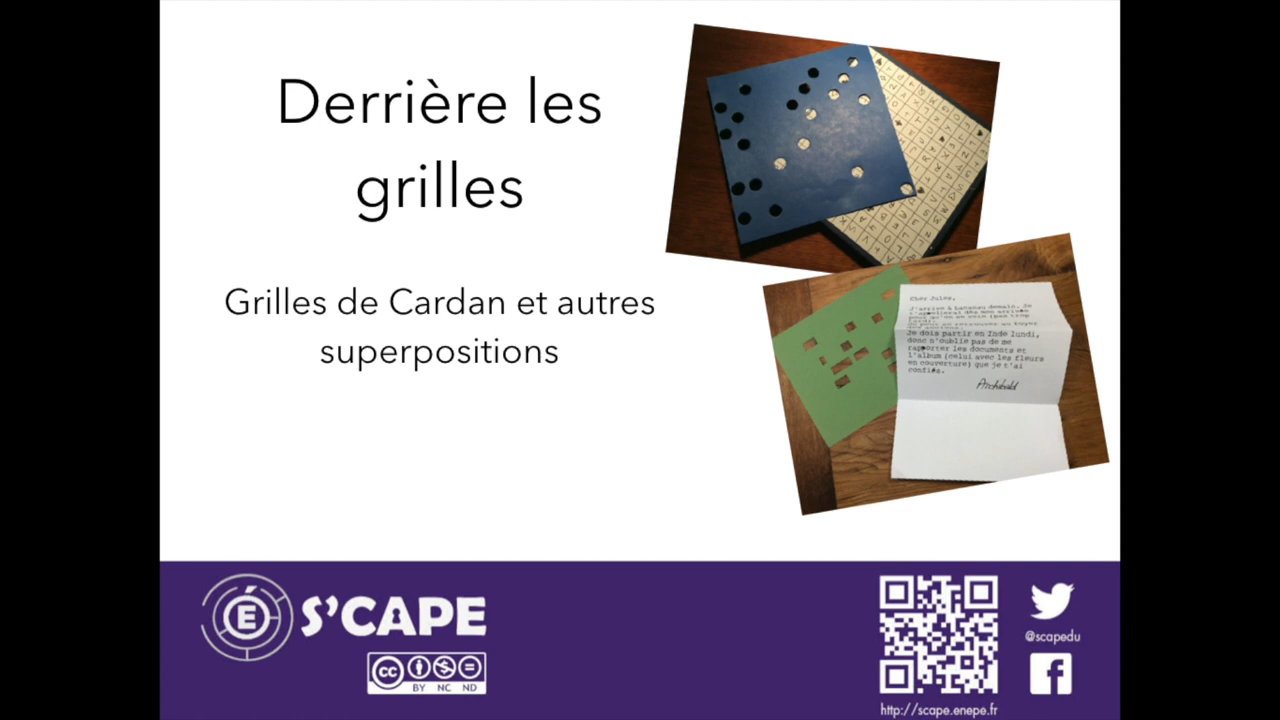 Derrière les
grilles
Grilles de Cardan et autres
superpositions
Cher Jules,
Je dois partir en Inde lundi,
donc n'oublie pas de me
rapporter les documents et
l'album (celui avec les fleurs
en couverture) que je t'ai
confiés.
Archibald
É S'CAPE
cc
BY NC ND
@scapedu
f
http://scape.enepe.fr